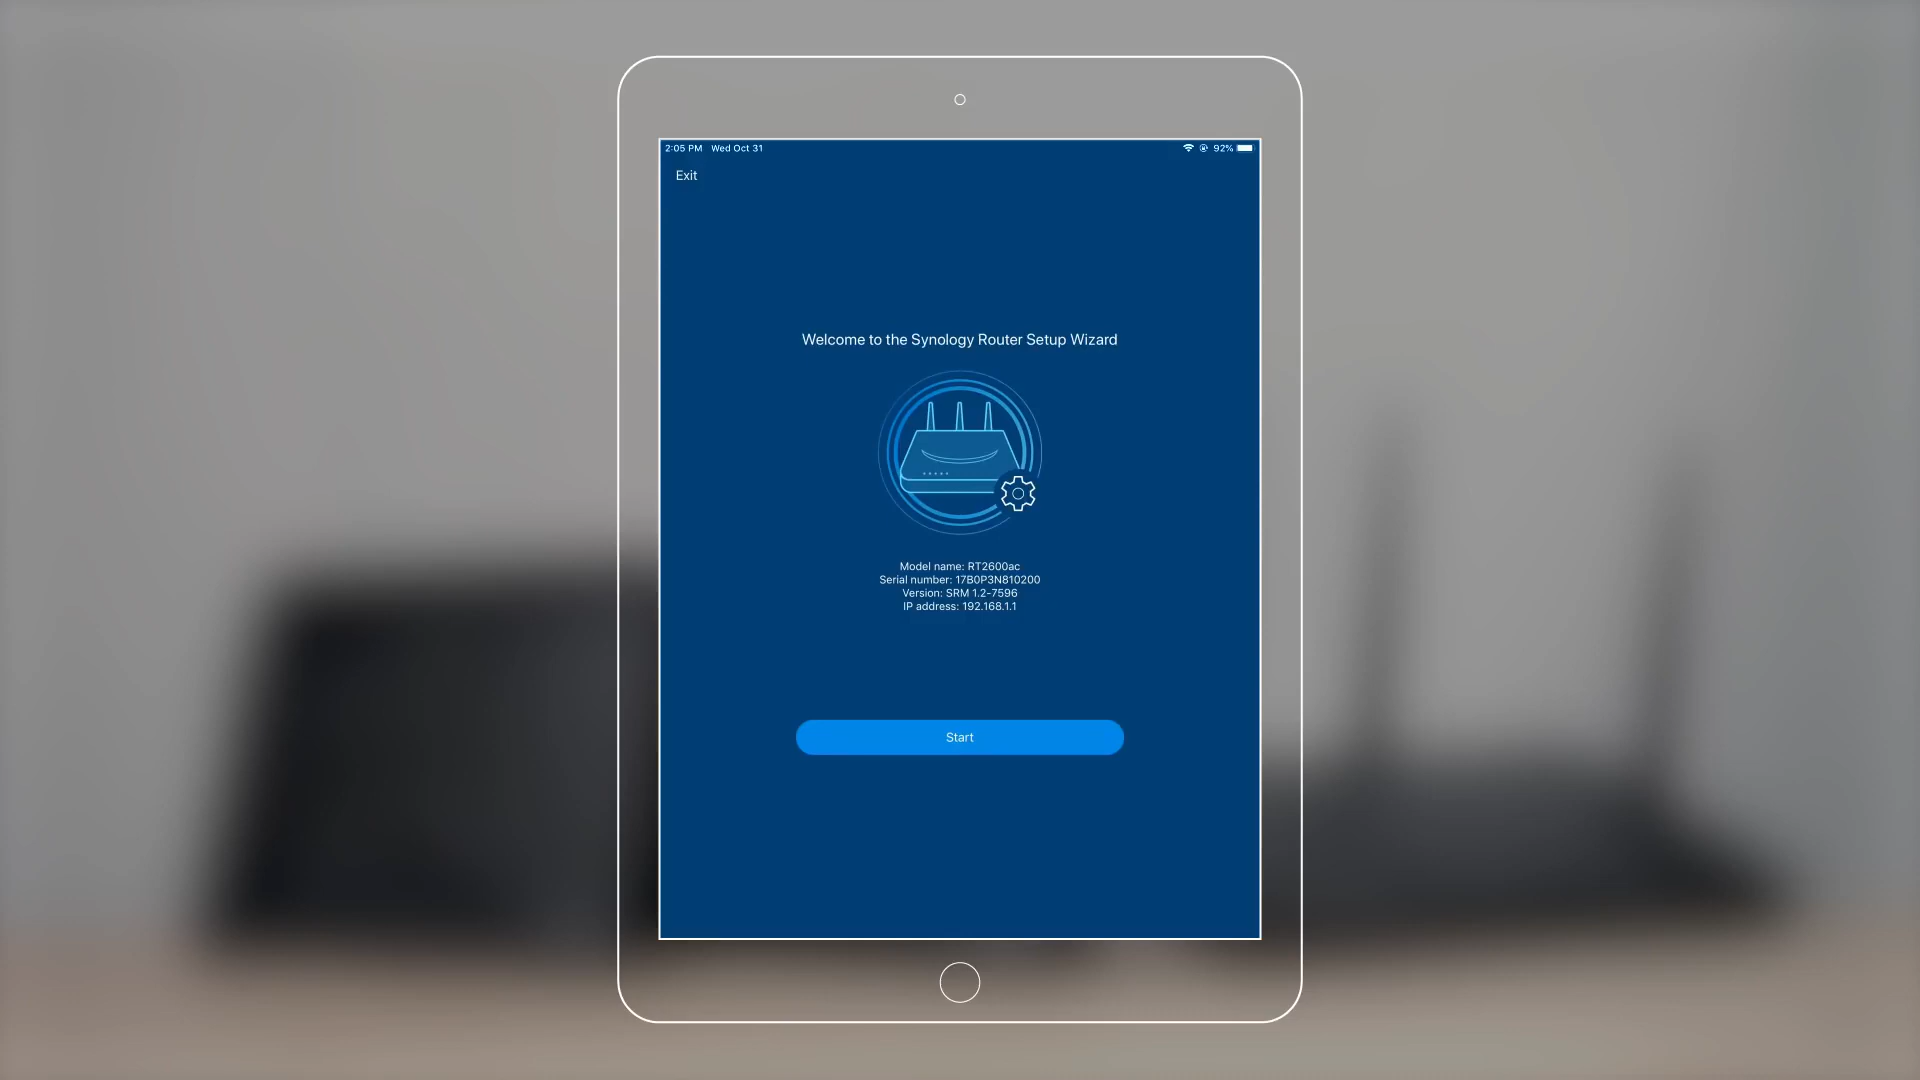 2:05 PM Wed Oct 31
92%
Exit
Welcome to the Synology Router Setup Wizard
Model name: RT2600ac
Serial number: 17B0P3N810200
Version: SRM 1.2-7596
IP address: 192.168.1.1
Start